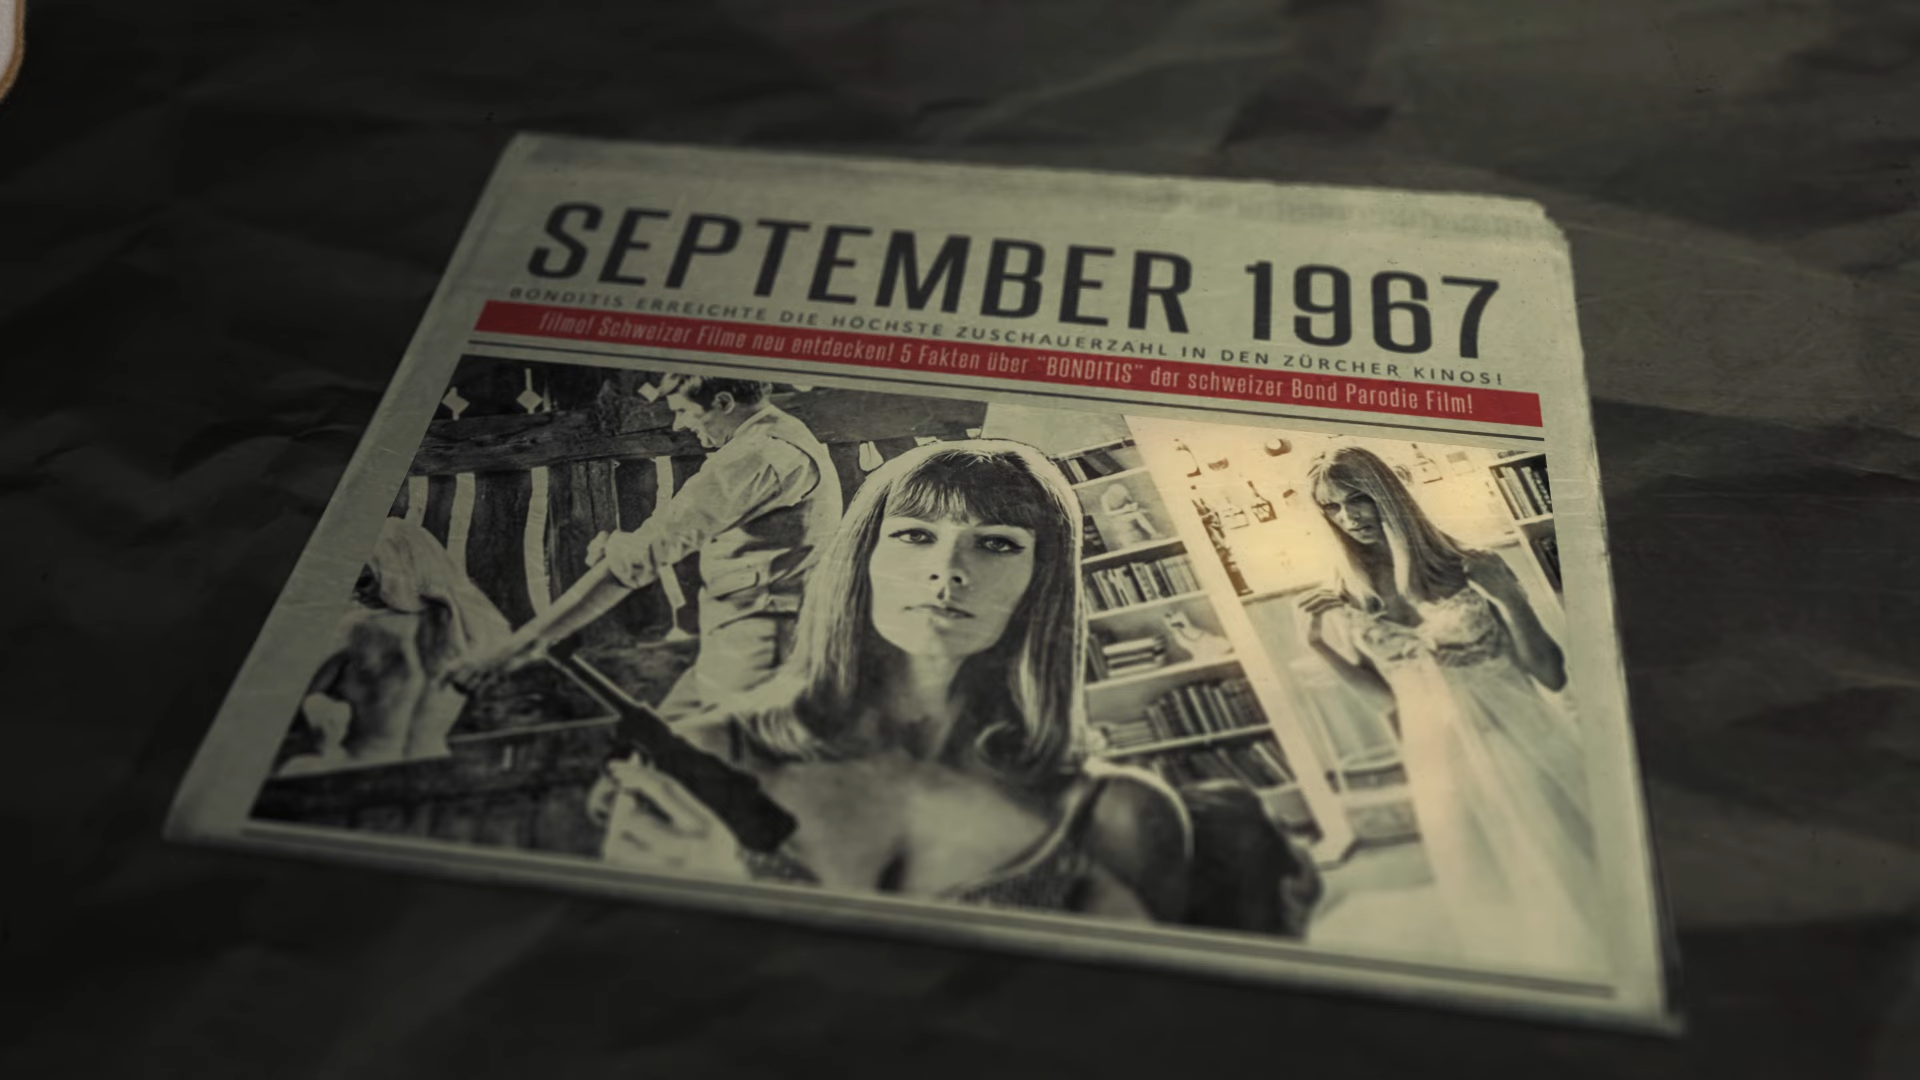 SEPTEMBER 1967
BONDITIS ERREICHTE DIE HÖCHSTE ZUSCHAUERZAHL IN DEN ZÜRCHER KINOS!
filmo! Schweizer Filme neu entdecken! 5 Fakten über "BONDITIS" der schweizer Bond Parodie Film!